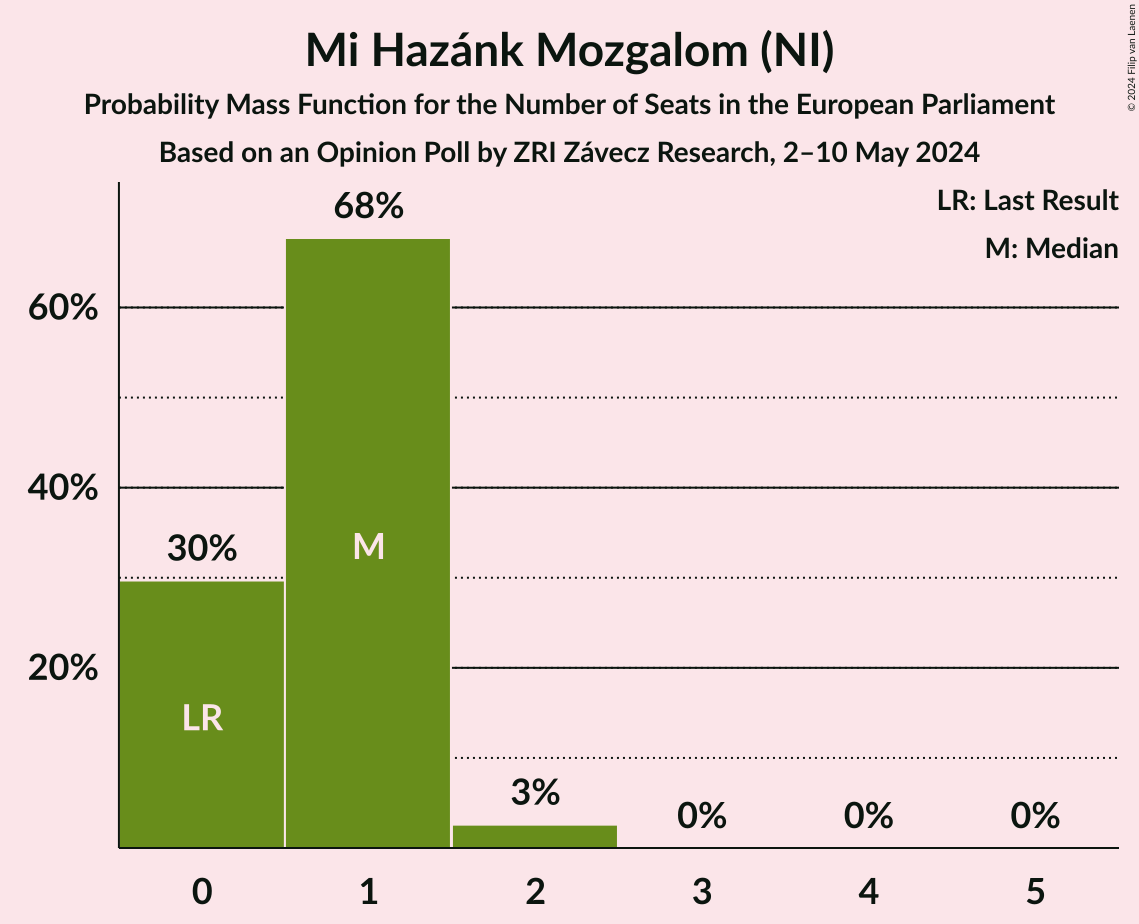 Mi Hazánk Mozgalom (NI)
Probability Mass Function for the Number of Seats in the European Parliament
Based on an Opinion Poll by ZRI Závecz Research, 2–10 May 2024
© 2024 Filip van Laenen
LR: Last Result
M: Median
68%
60%
40%
30%
M
20%
LR
3%
0%
0%
0%
0 1 2 3 4 5